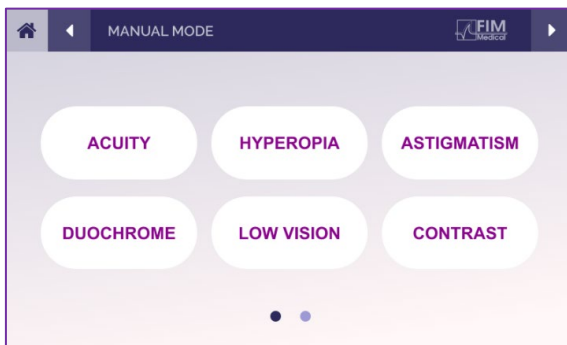 MANUAL MODE
FIM
Medical
ACUITY HYPEROPIA ASTIGMATISM
DUOCHROME LOW VISION CONTRAST